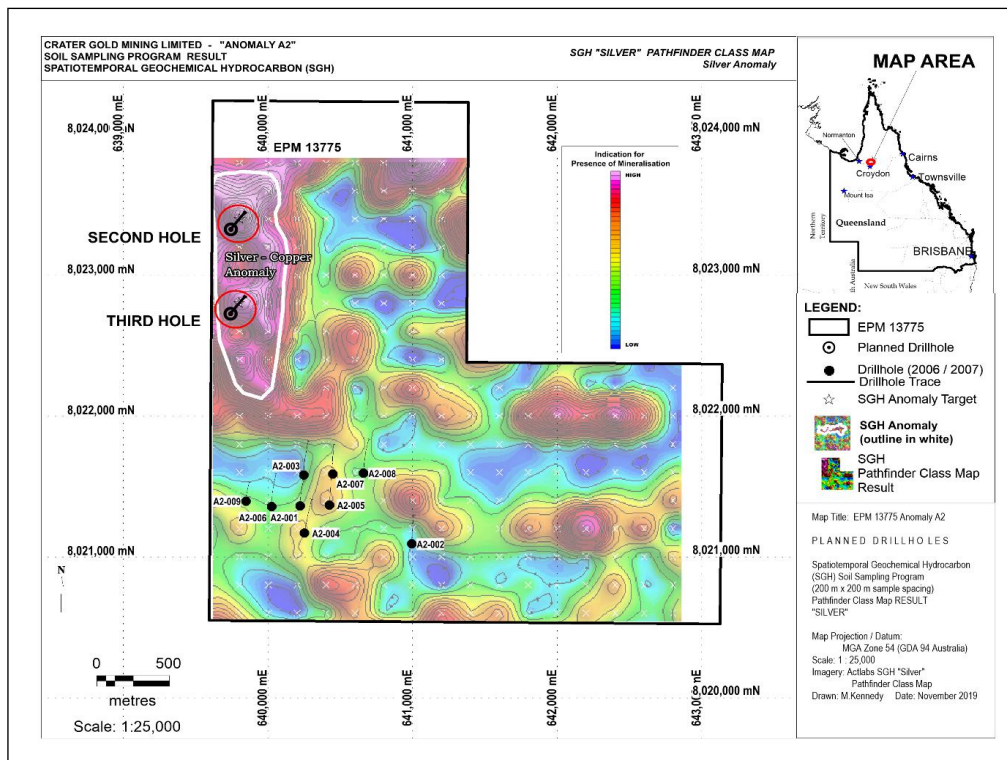 CRATER GOLD MINING LIMITED - "ANOMALY A2"
SOIL SAMPLING PROGRAM RESULT
SPATIOTEMPORAL GEOCHEMICAL HYDROCARBON (SGH)
SGH "SILVER" PATHFINDER CLASS MAP
Silver Anomaly
639,000 mE
640,000 mE
641,000 mE
642,000 mE
8,024,000 mN
8,024,000 mN
EPM 13775
Indication for
Presence of Mineralisation
HIGH
LOW
SECOND HOLE
Silver - Copper
Anomaly
8,023,000 mN
8,023,000 mN
THIRD HOLE
8,022,000 mN
8,022,000 mN
A2-003
A2-008
A2-007
A2-009
A2-006
A2-001
A2-005
A2-004
A2-002
8,021,000 mN
8,021,000 mN
N
8,020,000 mN
0 500
metres
Scale: 1:25,000
640,000 mE
641,000 mE
642,000 mE
MAP AREA
Normanton
Croydon
Cairns
Townsville
Mount Isa
Northern
Territory
Queensland
BRISBANE
Australia
New South Wales
LEGEND:
EPM 13775
Planned Drillhole
Drillhole (2006 / 2007)
Drillhole Trace
SGH Anomaly Target
SGH Anomaly
(outline in white)
SGH
Pathfinder Class Map
Result
Map Title: EPM 13775 Anomaly A2
PLANNED DRILLHOLES
Spatiotemporal Geochemical Hydrocarbon
(SGH) Soil Sampling Program
(200 m x 200 m sample spacing)
Pathfinder Class Map RESULT
"SILVER"
Map Projection / Datum:
MGA Zone 54 (GDA 94 Australia)
Scale: 1 : 25,000
Imagery: Actlabs SGH "Silver"
Pathfinder Class Map
Drawn: M.Kennedy Date: November 2019